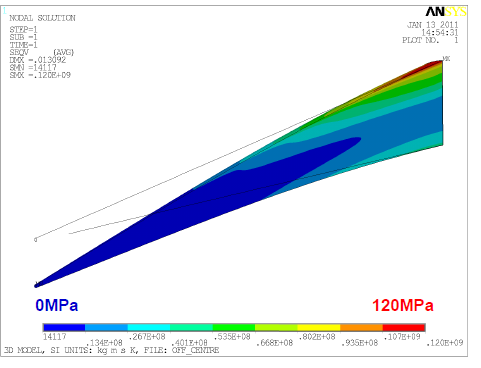 NODAL SOLUTION
ANSYS
JAN 13 2011
14:54:31
PLOT NO. 1
STEP=1
SUB =1
TIME=1
SEQV (AVG)
DMX =.013092
SMN =14117
SMX =.120E+09
MX
0MPa
120MPa
14117
.134E+08
.267E+08
.401E+08
.535E+08
.668E+08
.802E+08
.935E+08
.107E+09
.120E+09
3D MODEL, SI UNITS: kg m s K, FILE: OFF_CENTRE